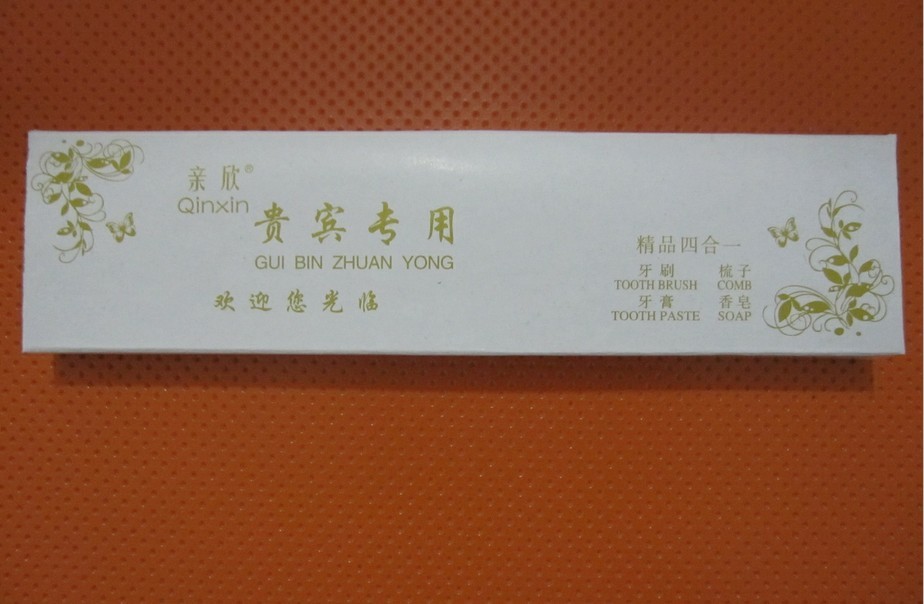 亲欣®
Qinxin
贵宾专用
GUI BIN ZHUAN YONG
欢迎您光临
精品四合一
牙刷 梳子
TOOTH BRUSH COMB
牙膏 香皂
TOOTH PASTE SOAP